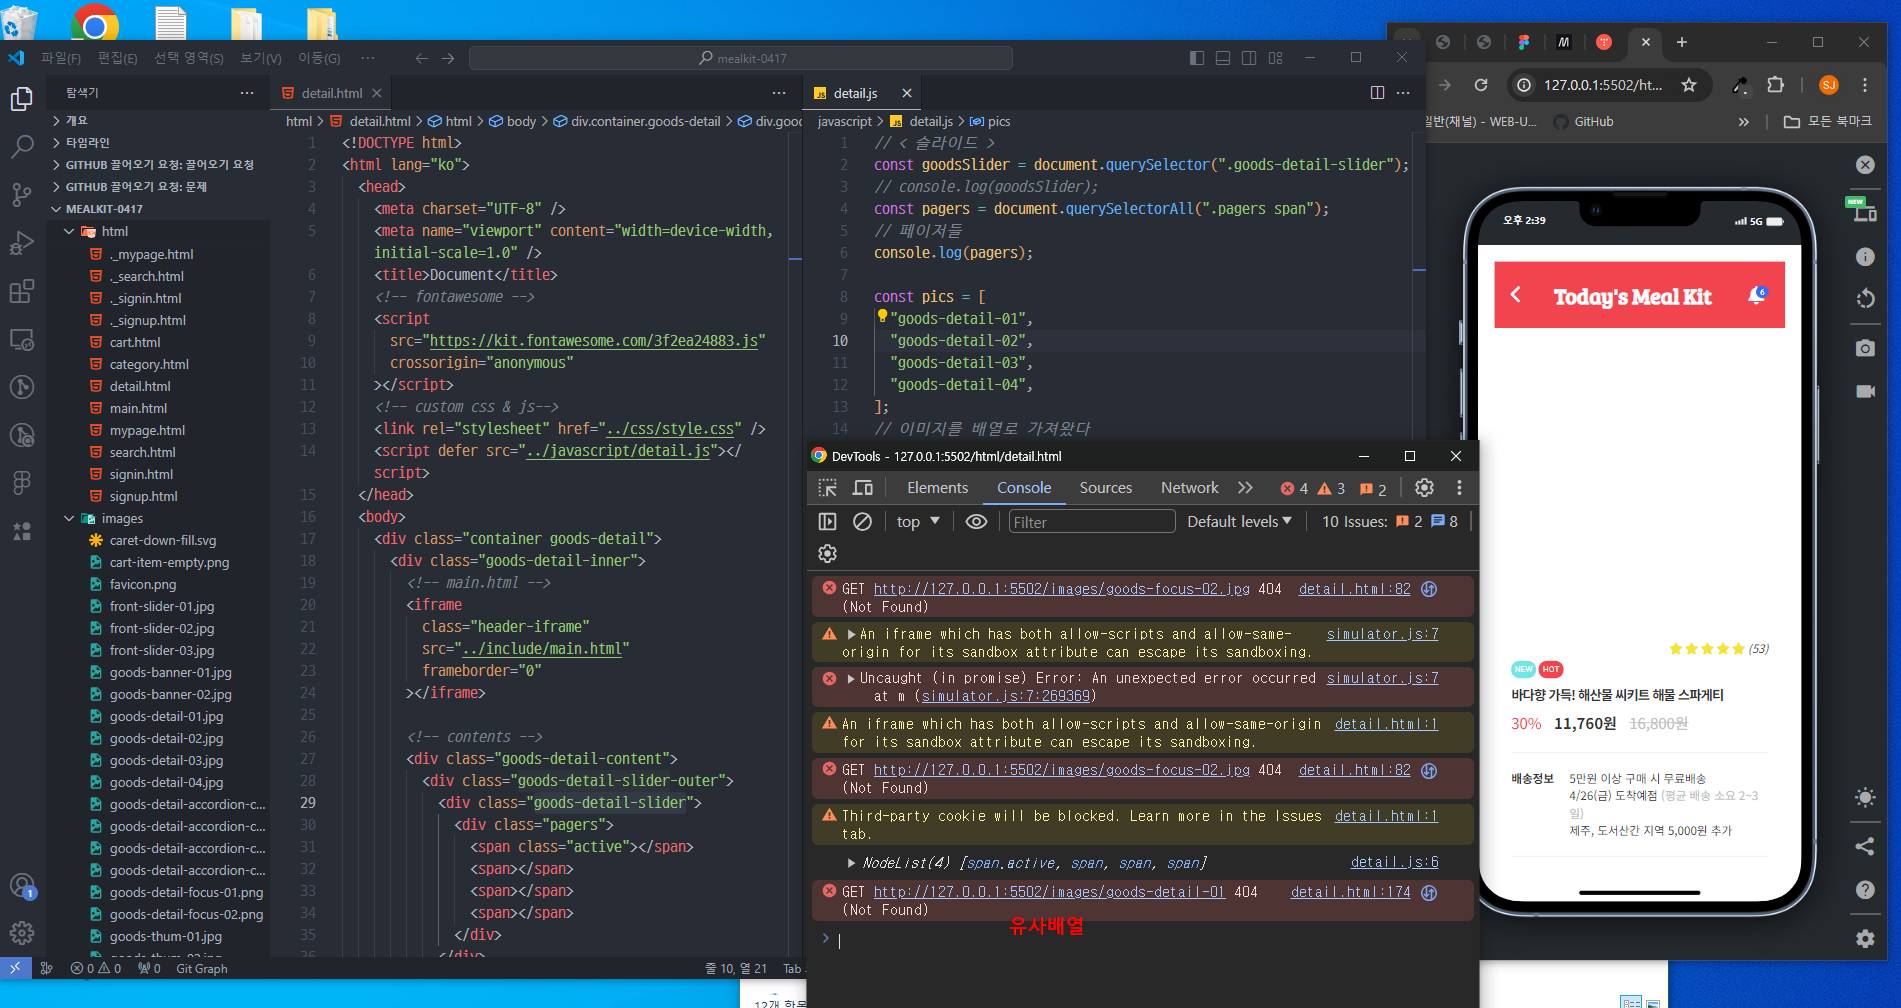 파일(F) 편집(E) 선택 영역(S) 보기(V) 이동(G) ··· mealkit-0417
탐색기 ···
개요
타임라인
GITHUB 끌어오기 요청: 끌어오기 요청
GITHUB 끌어오기 요청: 문제
MEALKIT-0417
html
._mypage.html
._search.html
._signin.html
._signup.html
cart.html
category.html
detail.html
main.html
mypage.html
search.html
signin.html
signup.html
images
caret-down-fill.svg
cart-item-empty.png
favicon.png
front-slider-01.jpg
front-slider-02.jpg
front-slider-03.jpg
goods-banner-01.jpg
goods-banner-02.jpg
goods-detail-01.jpg
goods-detail-02.jpg
goods-detail-03.jpg
goods-detail-04.jpg
goods-detail-accordion-c...
goods-detail-accordion-c...
goods-detail-accordion-c...
goods-detail-accordion-c...
goods-detail-focus-01.png
goods-detail-focus-02.png
goods-thum-01.jpg
1
0 0 0 Git Graph 줄 10, 열 21 Tab
detail.html ···
html > detail.html > html > body > div.container.goods-detail > div.good
1 <!DOCTYPE html>
2 <html lang="ko">
3 <head>
4 <meta charset="UTF-8" />
5 <meta name="viewport" content="width=device-width,
initial-scale=1.0" />
6 <title>Document</title>
7 <!-- fontawesome -->
8 <script
9 src="https://kit.fontawesome.com/3f2ea24883.js"
10 crossorigin="anonymous"
11 ></script>
12 <!-- custom css & js-->
13 <link rel="stylesheet" href="../css/style.css" />
14 <script defer src="../javascript/detail.js"></
script>
15 </head>
16 <body>
17 <div class="container goods-detail">
18 <div class="goods-detail-inner">
19 <!-- main.html -->
20 <iframe
21 class="header-iframe"
22 src="../include/main.html"
23 frameborder="0"
24 ></iframe>
25
26 <!-- contents -->
27 <div class="goods-detail-content">
28 <div class="goods-detail-slider-outer">
29 <div class="goods-detail-slider">
30 <div class="pagers">
31 <span class="active"></span>
32 <span></span>
33 <span></span>
34 <span></span>
35 </div>
36 </div>
detail.js ···
javascript > detail.js > pics
1 // < 슬라이드 >
2 const goodsSlider = document.querySelector(".goods-detail-slider");
3 // console.log(goodsSlider);
4 const pagers = document.querySelectorAll(".pagers span");
5 // 페이저들
6 console.log(pagers);
7
8 const pics = [
9 "goods-detail-01",
10 "goods-detail-02",
11 "goods-detail-03",
12 "goods-detail-04",
13 ];
14 // 이미지를 배열로 가져왔다
DevTools - 127.0.0.1:5502/html/detail.html
Elements Console Sources Network 4 3 2
top Filter Default levels 10 Issues: 2 8
GET http://127.0.0.1:5502/images/goods-focus-02.jpg 404 detail.html:82
(Not Found)
An iframe which has both allow-scripts and allow-same- simulator.js:7
origin for its sandbox attribute can escape its sandboxing.
Uncaught (in promise) Error: An unexpected error occurred simulator.js:7
at m (simulator.js:7:269369)
An iframe which has both allow-scripts and allow-same-origin detail.html:1
for its sandbox attribute can escape its sandboxing.
GET http://127.0.0.1:5502/images/goods-focus-02.jpg 404 detail.html:82
(Not Found)
Third-party cookie will be blocked. Learn more in the Issues detail.html:1
tab.
NodeList(4) [span.active, span, span, span] detail.js:6
GET http://127.0.0.1:5502/images/goods-detail-01 404 detail.html:174
(Not Found)
유사배열
12개 항목
127.0.0.1:5502/ht... SJ
일반(채널) - WEB-U... GitHub 모든 북마크
NEW
오후 2:39 5G
Today's Meal Kit 6
(53)
NEW HOT
바다향 가득! 해산물 씨키트 해물 스파게티
30% 11,760원 16,800원
배송정보 5만원 이상 구매 시 무료배송
4/26(금) 도착예정 (평균 배송 소요 2~3
일)
제주, 도서산간 지역 5,000원 추가